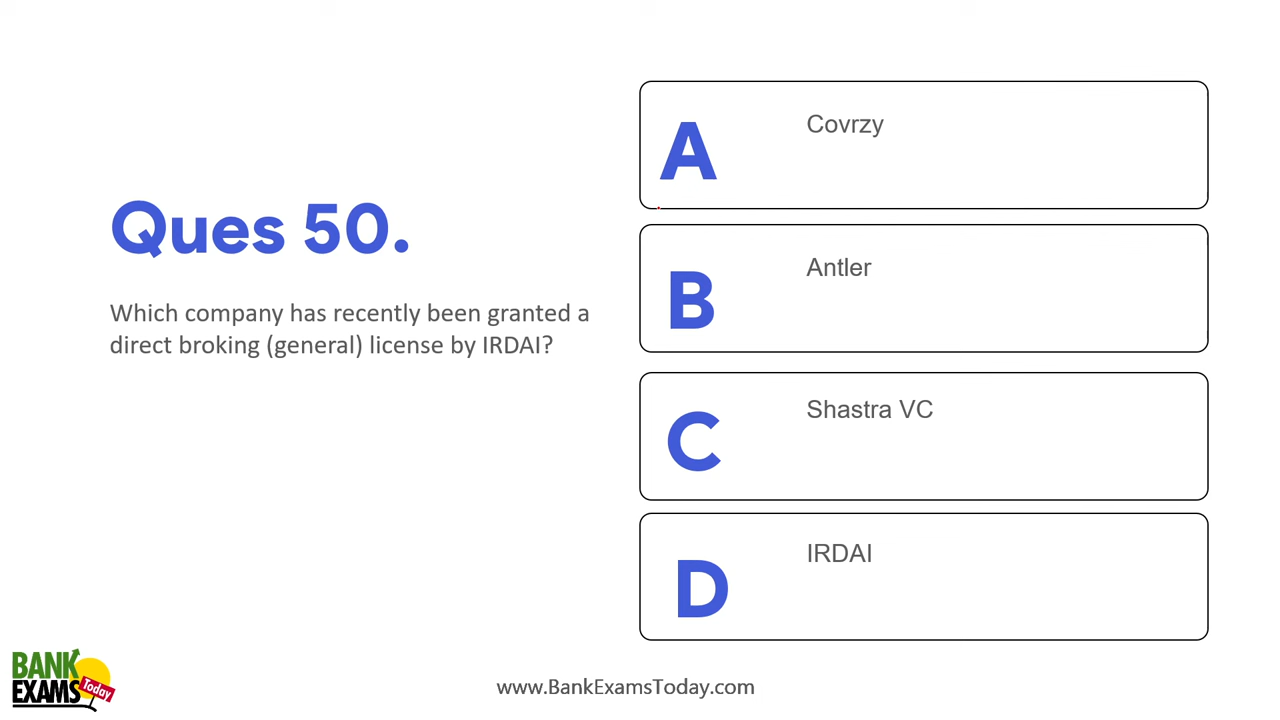 Ques 50.
Which company has recently been granted a
direct broking (general) license by IRDAI?
A
Covrzy
B
Antler
C
Shastra VC
D
IRDAI
BANK
EXAMS
Today
www.BankExamsToday.com